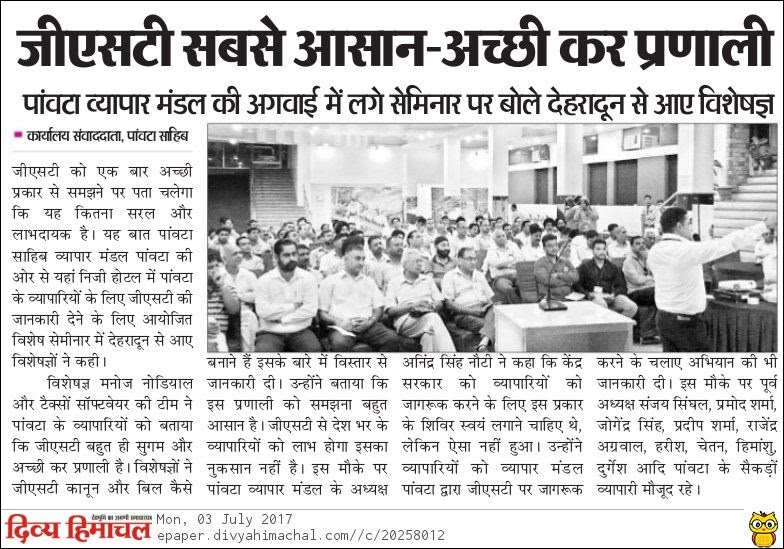 जीएसटी सबसे आसान-अच्छी कर प्रणाली
पांवटा व्यापार मंडल की अगवाई में लगे सेमिनार पर बोले देहरादून से आए विशेषज्ञ
कार्यालय संवाददाता, पांवटा साहिब
जीएसटी को एक बार अच्छी
प्रकार से समझने पर पता चलेगा
कि यह कितना सरल और
लाभदायक है। यह बात पांवटा
साहिब व्यापार मंडल पांवटा की
ओर से यहां निजी होटल में पांवटा
के व्यापारियों के लिए जीएसटी की
जानकारी देने के लिए आयोजित
विशेष सेमीनार में देहरादून से आए
विशेषज्ञों ने कही।
विशेषज्ञ मनोज नोडियाल
और टैक्सों सॉफ्टवेयर की टीम ने
पांवटा के व्यापारियों को बताया
कि जीएसटी बहुत ही सुगम और
अच्छी कर प्रणाली है। विशेषज्ञों ने
जीएसटी कानून और बिल कैसे
बनाने हैं इसके बारे में विस्तार से
जानकारी दी। उन्होंने बताया कि
इस प्रणाली को समझना बहुत
आसान है। जीएसटी से देश भर के
व्यापारियों को लाभ होगा इसका
नुकसान नहीं है। इस मौके पर
पांवटा व्यापार मंडल के अध्यक्ष
अनिंद्र सिंह नौटी ने कहा कि केंद्र
सरकार को व्यापारियों को
जागरूक करने के लिए इस प्रकार
के शिविर स्वयं लगाने चाहिए थे,
लेकिन ऐसा नहीं हुआ। उन्होंने
व्यापारियों को व्यापार मंडल
पांवटा द्वारा जीएसटी पर जागरूक
करने के चलाए अभियान की भी
जानकारी दी। इस मौके पर पूर्व
अध्यक्ष संजय सिंघल, प्रमोद शर्मा,
जोगेंद्र सिंह, प्रदीप शर्मा, राजेंद्र
अग्रवाल, हरीश, चेतन, हिमांशु,
दुर्गेश आदि पांवटा के सैकड़ों
व्यापारी मौजूद रहे।
देवभूमि का अग्रणी समाचारपत्र
दिव्य हिमाचल
Mon, 03 July 2017
epaper.divyahimachal.com//c/20258012